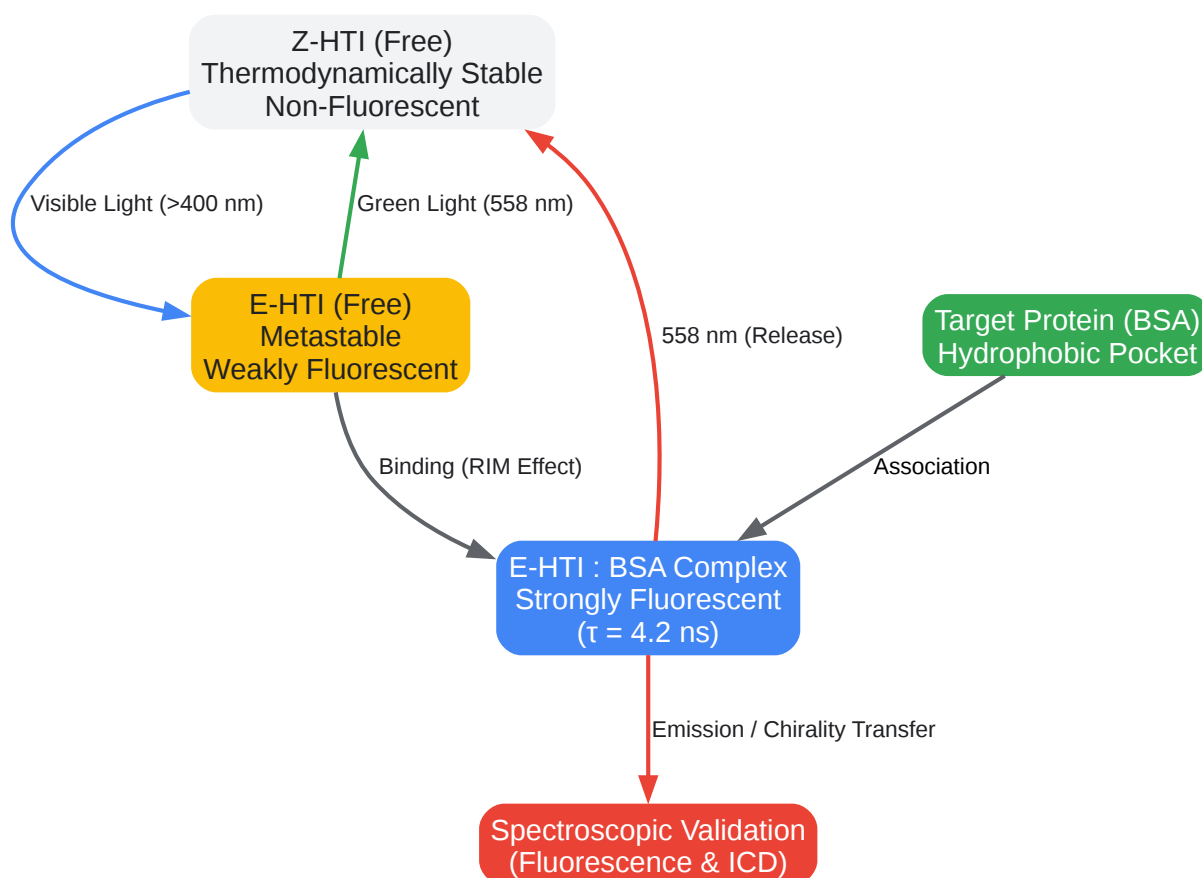 Z-HTI (Free)
Thermodynamically Stable
Non-Fluorescent
Visible Light (>400 nm)
Green Light (558 nm)
E-HTI (Free)
Metastable
Weakly Fluorescent
558 nm (Release)
Target Protein (BSA)
Hydrophobic Pocket
Binding (RIM Effect)
Association
E-HTI : BSA Complex
Strongly Fluorescent
(τ = 4.2 ns)
Emission / Chirality Transfer
Spectroscopic Validation
(Fluorescence & ICD)